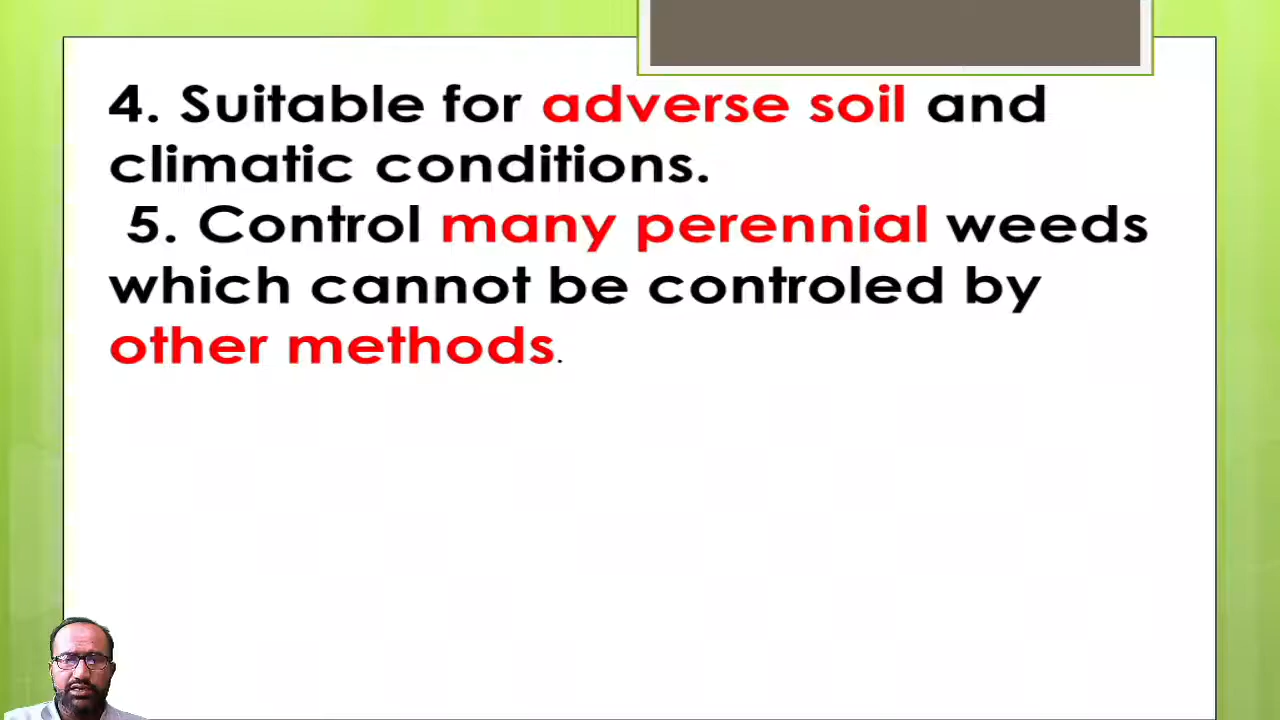 4. Suitable for adverse soil and
climatic conditions.
5. Control many perennial weeds
which cannot be controled by
other methods.